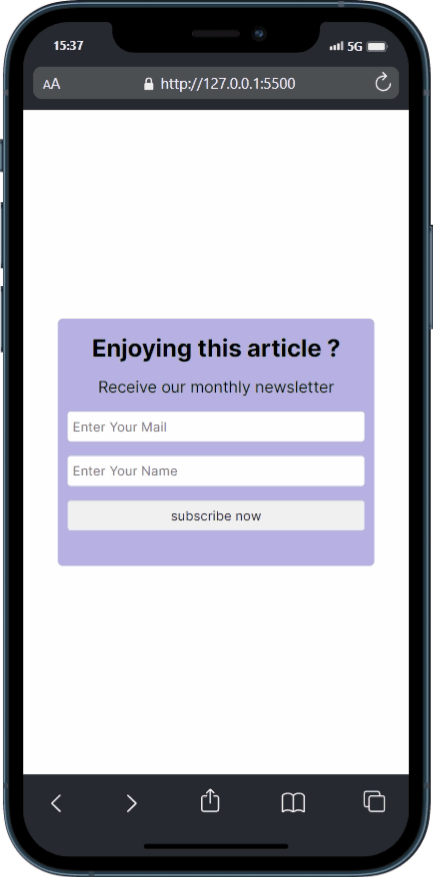 15:37
5G
AA
http://127.0.0.1:5500
Enjoying this article ?
Receive our monthly newsletter
Enter Your Mail
Enter Your Name
subscribe now